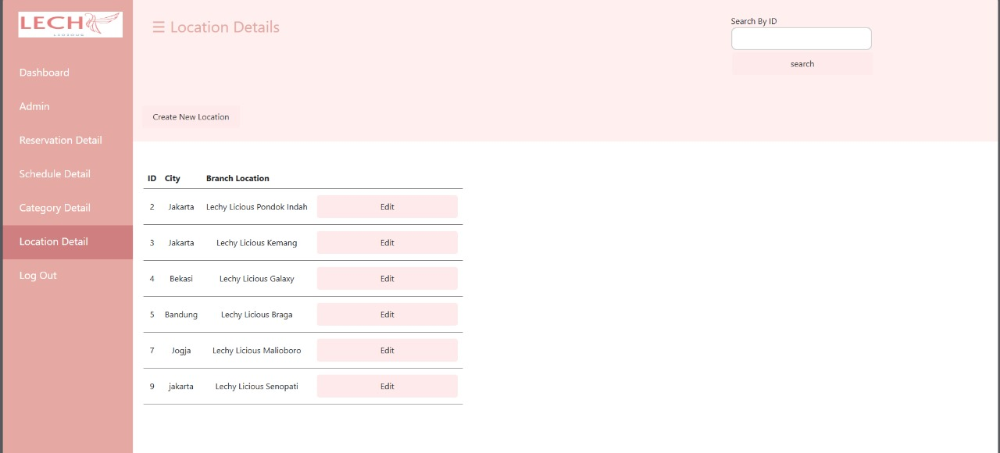 LECH
☰ Location Details
Search By ID
search
Dashboard
Admin
Reservation Detail
Schedule Detail
Category Detail
Location Detail
Log Out
Create New Location
ID City Branch Location
2 Jakarta Lechy Licious Pondok Indah Edit
3 Jakarta Lechy Licious Kemang Edit
4 Bekasi Lechy Licious Galaxy Edit
5 Bandung Lechy Licious Braga Edit
7 Jogja Lechy Licious Malioboro Edit
9 jakarta Lechy Licious Senopati Edit